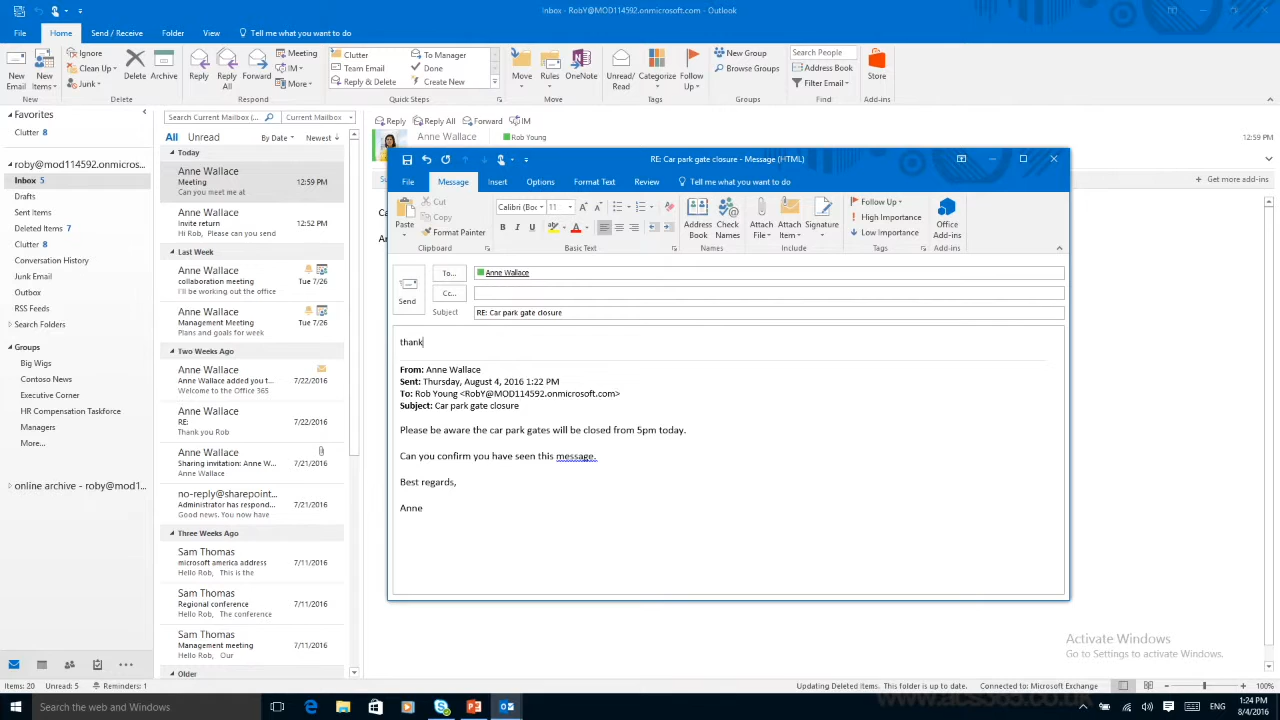 Inbox - RobY@MOD114592.onmicrosoft.com - Outlook
File Home Send / Receive Folder View Tell me what you want to do
New Email
New Items
New
Ignore
Clean Up
Junk
Delete
Archive
Delete
Reply
Reply All
Forward
Meeting
IM
More
Respond
Clutter
Team Email
Reply & Delete
To Manager
Done
Create New
Quick Steps
Move
Rules
OneNote
Move
Unread/ Read
Categorize
Follow Up
Tags
New Group
Browse Groups
Groups
Search People
Address Book
Filter Email
Find
Store
Add-ins
Favorites
Clutter 8
roby@mod114592.onmicros...
Inbox 5
Drafts
Sent Items
Deleted Items 7
Clutter 8
Conversation History
Junk Email
Outbox
RSS Feeds
Search Folders
Groups
Big Wigs
Contoso News
Executive Corner
HR Compensation Taskforce
Managers
More...
online archive - roby@mod1...
Search Current Mailbox (... Current Mailbox
All Unread By Date Newest
Today
Anne Wallace
Meeting 12:59 PM
Can you meet me at
Anne Wallace
Invite return 12:52 PM
Hi Rob, Please can you send
Last Week
Anne Wallace
collaboration meeting Tue 7/26
I'll be working out the office
Anne Wallace
Management Meeting Tue 7/26
Plans and goals for week
Two Weeks Ago
Anne Wallace
Anne Wallace added you t... 7/22/2016
Welcome to the Office 365
Anne Wallace
RE: 7/22/2016
Thank you Rob
Anne Wallace
Sharing invitation: Anne W... 7/21/2016
Anne Wallace
no-reply@sharepoint...
Administrator has respond... 7/21/2016
Good news. You now have
Three Weeks Ago
Sam Thomas
microsoft america address 7/11/2016
Hello Rob, This is the
Sam Thomas
Regional conference 7/11/2016
Hello Rob, The conference
Sam Thomas
Management meeting 7/11/2016
Hello Rob, Our
Older
Reply Reply All Forward IM
Anne Wallace Rob Young 12:59 PM
Get more add-ins
RE: Car park gate closure - Message (HTML)
File Message Insert Options Format Text Review Tell me what you want to do
Paste
Cut
Copy
Format Painter
Clipboard
Calibri (Boc 11
B I U
Basic Text
Address Book
Check Names
Names
Attach File
Attach Item
Signature
Include
Follow Up
High Importance
Low Importance
Tags
Office Add-ins
Add-ins
Send
To... Anne Wallace
Cc...
Subject RE: Car park gate closure
thank
From: Anne Wallace
Sent: Thursday, August 4, 2016 1:22 PM
To: Rob Young <RobY@MOD114592.onmicrosoft.com>
Subject: Car park gate closure
Please be aware the car park gates will be closed from 5pm today.
Can you confirm you have seen this message.
Best regards,
Anne
Activate Windows
Go to Settings to activate Windows.
Items: 20 Unread: 5 Reminders: 1 Updating Deleted Items. This folder is up to date. Connected to: Microsoft Exchange 100%
www.acs365.co.uk
Search the web and Windows
1:24 PM
8/4/2016